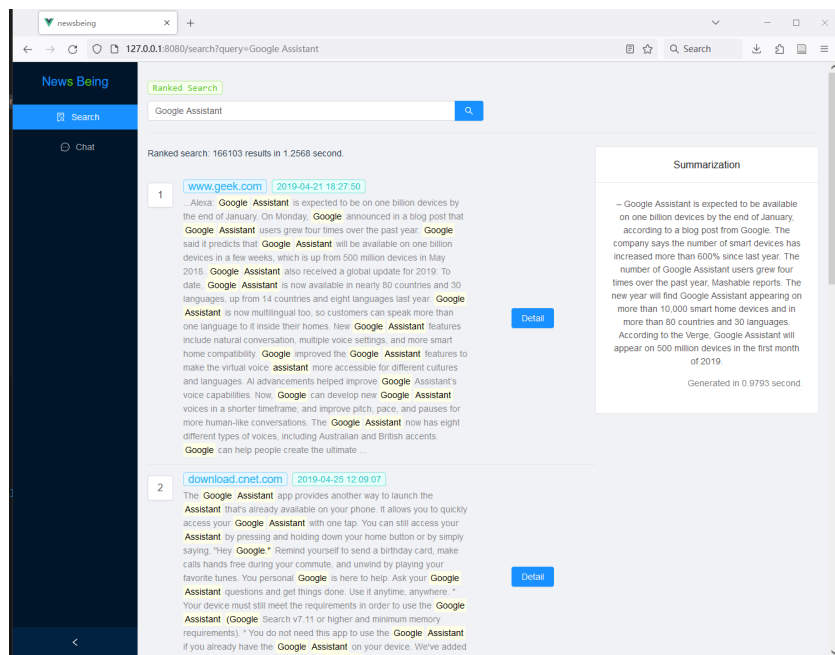 newsbeing
127.0.0.1:8080/search?query=Google Assistant
Search
News Being
Search
Chat
Ranked Search
Google Assistant
Ranked search: 166103 results in 1.2568 second.
1
www.geek.com 2019-04-21 18:27:50
...Alexa: Google Assistant is expected to be on one billion devices by
the end of January. On Monday, Google announced in a blog post that
Google Assistant users grew four times over the past year. Google
said it predicts that Google Assistant will be available on one billion
devices in a few weeks, which is up from 500 million devices in May
2018. Google Assistant also received a global update for 2019: To
date, Google Assistant is now available in nearly 80 countries and 30
languages, up from 14 countries and eight languages last year. Google
Assistant is now multilingual too, so customers can speak more than
one language to it inside their homes. New Google Assistant features
include natural conversation, multiple voice settings, and more smart
home compatibility. Google improved the Google Assistant features to
make the virtual voice assistant more accessible for different cultures
and languages. AI advancements helped improve Google Assistant's
voice capabilities. Now, Google can develop new Google Assistant
voices in a shorter timeframe, and improve pitch, pace, and pauses for
more human-like conversations. The Google Assistant now has eight
different types of voices, including Australian and British accents.
Google can help people create the ultimate ...
Detail
2
download.cnet.com 2019-04-25 12:09:07
The Google Assistant app provides another way to launch the
Assistant that's already available on your phone. It allows you to quickly
access your Google Assistant with one tap. You can still access your
Assistant by pressing and holding down your home button or by simply
saying, "Hey Google." Remind yourself to send a birthday card, make
calls hands free during your commute, and unwind by playing your
favorite tunes. You personal Google is here to help. Ask your Google
Assistant questions and get things done. Use it anytime, anywhere. *
Your device must still meet the requirements in order to use the Google
Assistant (Google Search v7.11 or higher and minimum memory
requirements). * You do not need this app to use the Google Assistant
if you already have the Google Assistant on your device. We've added
Detail
Summarization
– Google Assistant is expected to be available
on one billion devices by the end of January,
according to a blog post from Google. The
company says the number of smart devices has
increased more than 600% since last year. The
number of Google Assistant users grew four
times over the past year, Mashable reports. The
new year will find Google Assistant appearing on
more than 10,000 smart home devices and in
more than 80 countries and 30 languages.
According to the Verge, Google Assistant will
appear on 500 million devices in the first month
of 2019.
Generated in 0.9793 second.